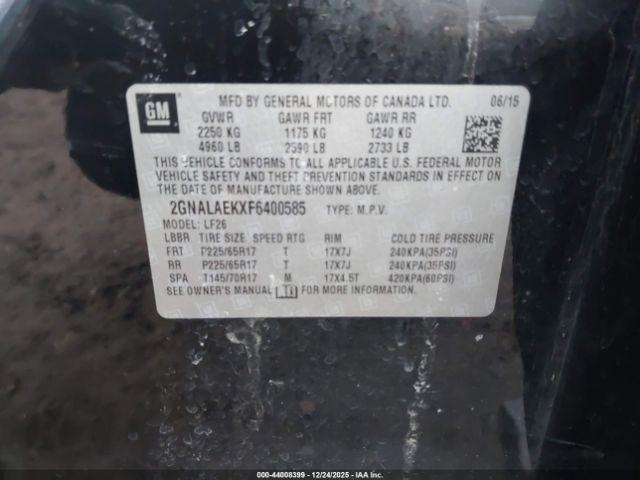 GM
MFD BY GENERAL MOTORS OF CANADA LTD. 06/15
GVWR GAWR FRT GAWR RR
2250 KG 1175 KG 1240 KG
4960 LB 2590 LB 2733 LB
THIS VEHICLE CONFORMS TO ALL APPLICABLE U.S. FEDERAL MOTOR
VEHICLE SAFETY AND THEFT PREVENTION STANDARDS IN EFFECT ON
THE DATE OF MANUFACTURE SHOWN ABOVE.
2GNALAEKXF6400585 TYPE: M.P.V.
MODEL: LF26
LBBR TIRE SIZE SPEED RTG RIM COLD TIRE PRESSURE
FRT P225/65R17 T 17X7J 240KPA(35PSI)
RR P225/65R17 T 17X7J 240KPA(35PSI)
SPA T145/70R17 M 17X4.5T 420KPA(60PSI)
SEE OWNER'S MANUAL FOR MORE INFORMATION.
000-44008399 • 12/24/2025 • IAA Inc.